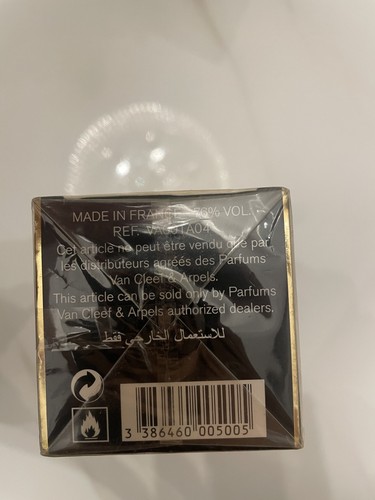 MADE IN FRANCE VOL.
REF.
Cet article ne peut être vendu que par
les distributeurs agréés des Parfums
Van Cleef & Arpels.
This article can be sold only by Parfums
Van Cleef & Arpels authorized dealers.
للاستعمال الخارجي فقط
3 386460 005005